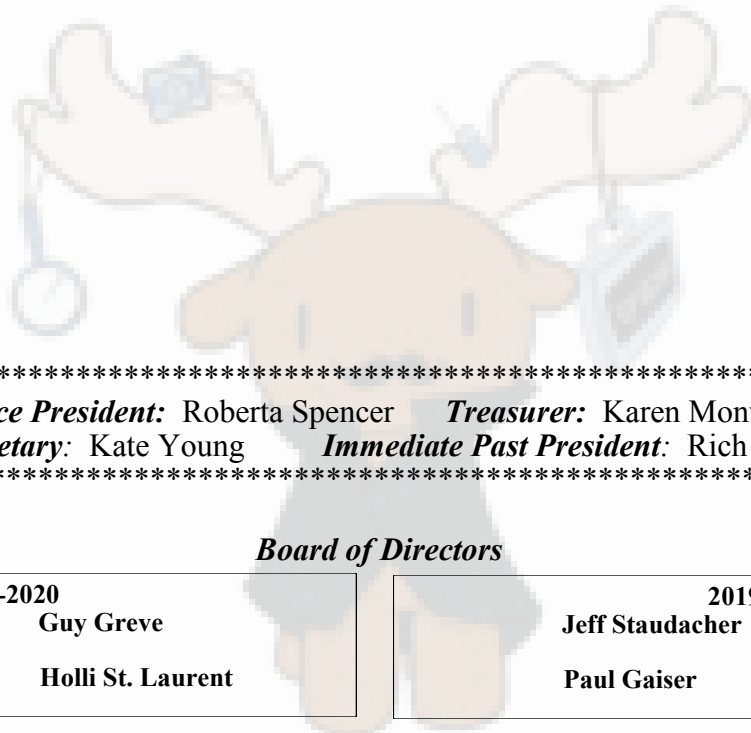 **************************************************
ce President: Roberta Spencer Treasurer: Karen Mon
etary: Kate Young Immediate Past President: Rich
**************************************************
Board of Directors
-2020 2019
Guy Greve Jeff Staudacher
Holli St. Laurent Paul Gaiser